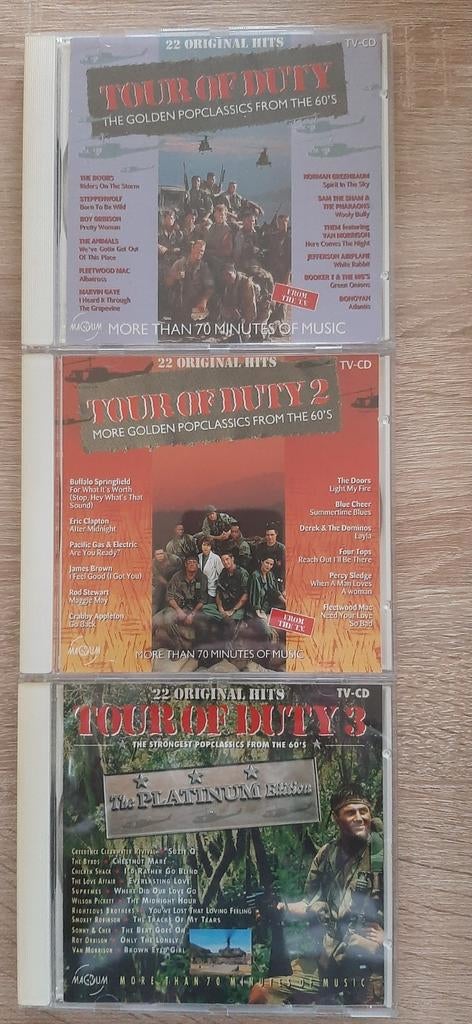 22 ORIGINAL HITS
TV-CD
TOUR OF DUTY
THE GOLDEN POPCLASSICS FROM THE 60'S
THE DOORS
Riders On The Storm
STEPPENWOLF
Born To Be Wild
ROY ORBISON
Pretty Woman
THE ANIMALS
We've Gotta Get Out
Of This Place
FLEETWOOD MAC
Albatross
MARVIN GAYE
I Heard It Through
The Grapevine
NORMAN GREENBAUM
Spirit In The Sky
SAM THE SHAM &
THE PHARAOHS
Wooly Bully
THEM featuring
VAN MORRISON
Here Comes The Night
JEFFERSON AIRPLANE
White Rabbit
BOOKER T & THE MG'S
Green Onions
DONOVAN
Atlantis
FROM
THE T.V.
MAGNUM
MORE THAN 70 MINUTES OF MUSIC
22 ORIGINAL HITS
TV-CD
TOUR OF DUTY 2
MORE GOLDEN POPCLASSICS FROM THE 60'S
Buffalo Springfield
For What It's Worth
(Stop, Hey What's That
Sound)
Eric Clapton
After Midnight
Pacific Gas & Electric
Are You Ready?
James Brown
I Feel Good (I Got You)
Rod Stewart
Maggie May
Crabby Appleton
Go Back
The Doors
Light My Fire
Blue Cheer
Summertime Blues
Derek & The Dominos
Layla
Four Tops
Reach Out I'll Be There
Percy Sledge
When A Man Loves
A woman
Fleetwood Mac
Need Your Love
So Bad
FROM
THE T.V.
MAGNUM
MORE THAN 70 MINUTES OF MUSIC
22 ORIGINAL HITS
TV-CD
TOUR OF DUTY 3
★ THE STRONGEST POPCLASSICS FROM THE 60'S ★
The PLATINUM Edition
Creedence Clearwater Revival ★ Suzie Q
The Byrds ★ Chestnut Mare
Chicken Shack ★ I'd Rather Go Blind
The Love Affair ★ Everlasting Love
Supremes ★ Where Did Our Love Go
Wilson Pickett ★ The Midnight Hour
Righteous Brothers ★ You've Lost That Loving Feeling
Smokey Robinson ★ The Tracks Of My Tears
Sonny & Cher ★ The Beat Goes On
Roy Orbison ★ Only The Lonely
Van Morrison ★ Brown Eyed Girl
MAGNUM
MORE THAN 70 MINUTES OF MUSIC